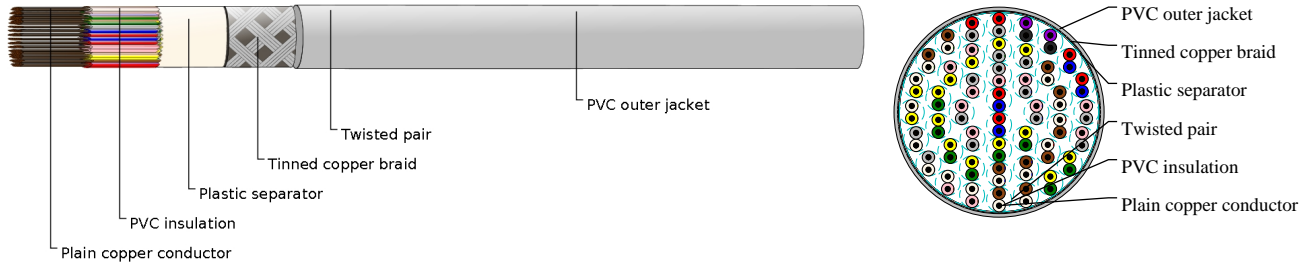 PVC outer jacket
Twisted pair
Tinned copper braid
Plastic separator
PVC insulation
Plain copper conductor
PVC outer jacket
Tinned copper braid
Plastic separator
Twisted pair
PVC insulation
Plain copper conductor